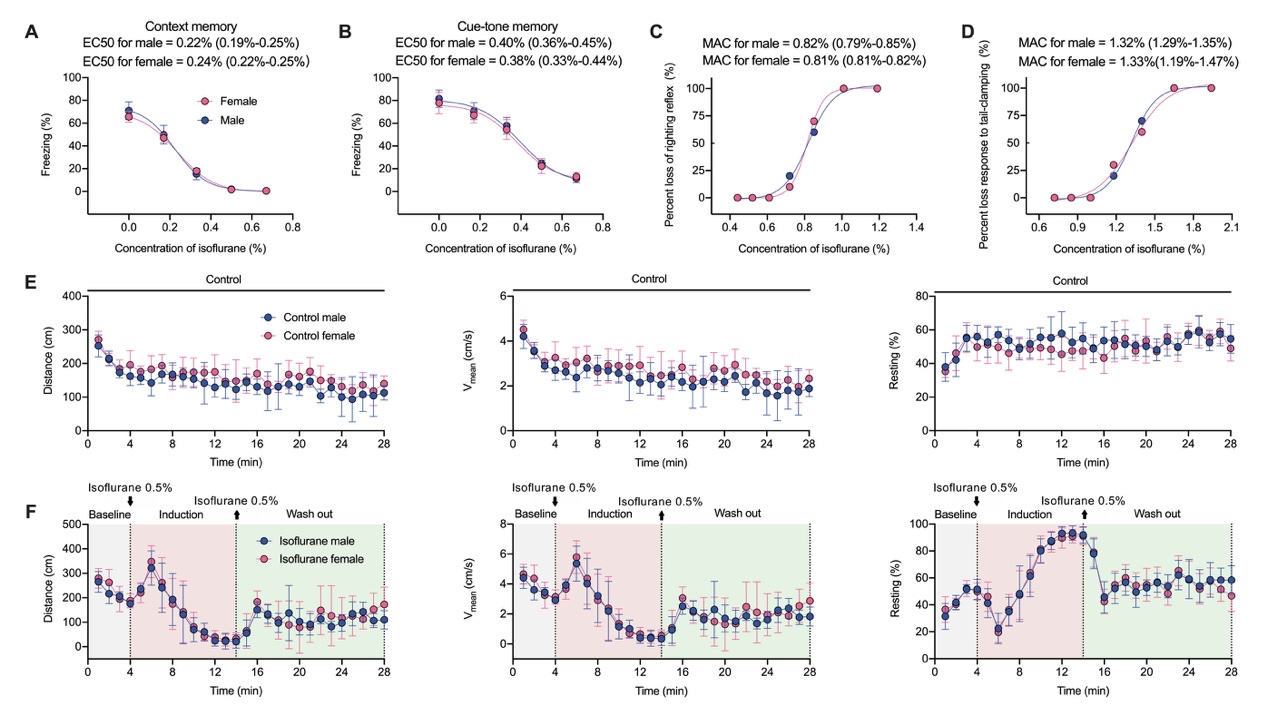 A
Context memory
EC50 for male = 0.22% (0.19%-0.25%)
EC50 for female = 0.24% (0.22%-0.25%)
Freezing (%)
100
80
60
40
20
0
Female
Male
0.0 0.2 0.4 0.6 0.8
Concentration of isoflurane (%)
B
Cue-tone memory
EC50 for male = 0.40% (0.36%-0.45%)
EC50 for female = 0.38% (0.33%-0.44%)
Freezing (%)
100
80
60
40
20
0
0.0 0.2 0.4 0.6 0.8
Concentration of isoflurane (%)
C
MAC for male = 0.82% (0.79%-0.85%)
MAC for female = 0.81% (0.81%-0.82%)
Percent loss of righting reflex (%)
100
75
50
25
0
0.4 0.6 0.8 1.0 1.2 1.4
Concentration of isoflurane (%)
D
MAC for male = 1.32% (1.29%-1.35%)
MAC for female = 1.33%(1.19%-1.47%)
Percent loss response to tail-clamping (%)
100
75
50
25
0
0.6 0.9 1.2 1.5 1.8 2.1
Concentration of isoflurane (%)
E
Control
Distance (cm)
400
300
200
100
0
Control male
Control female
0 4 8 12 16 20 24 28
Time (min)
Control
Vmean (cm/s)
6
4
2
0
0 4 8 12 16 20 24 28
Time (min)
Control
Resting (%)
80
60
40
20
0
0 4 8 12 16 20 24 28
Time (min)
F
Isoflurane 0.5%
Isoflurane 0.5%
Baseline Induction Wash out
Distance (cm)
500
400
300
200
100
0
Isoflurane male
Isoflurane female
0 4 8 12 16 20 24 28
Time (min)
Isoflurane 0.5%
Isoflurane 0.5%
Baseline Induction Wash out
Vmean (cm/s)
8
6
4
2
0
0 4 8 12 16 20 24 28
Time (min)
Isoflurane 0.5%
Isoflurane 0.5%
Baseline Induction Wash out
Resting (%)
100
80
60
40
20
0
0 4 8 12 16 20 24 28
Time (min)